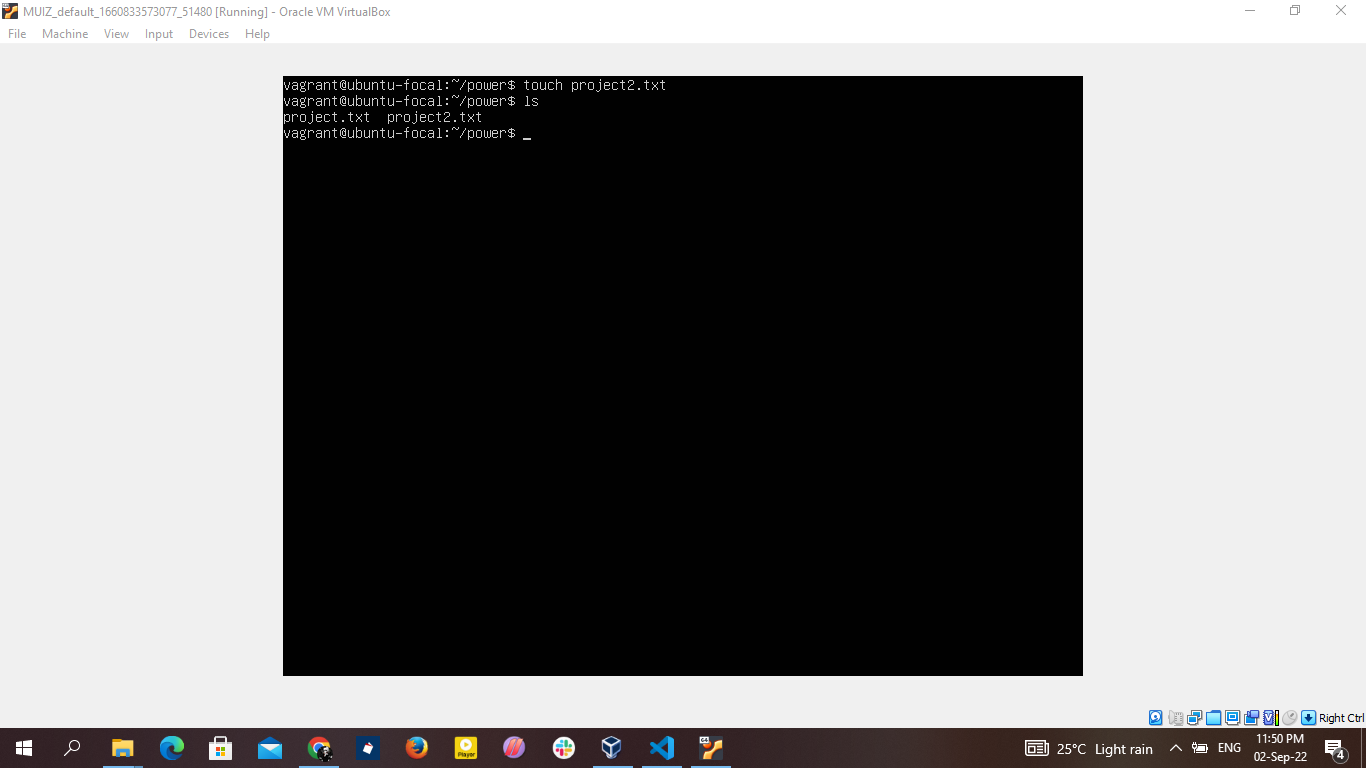 MUIZ_default_1660833573077_51480 [Running] - Oracle VM VirtualBox
File Machine View Input Devices Help
vagrant@ubuntu-focal:~/power$ touch project2.txt
vagrant@ubuntu-focal:~/power$ ls
project.txt project2.txt
vagrant@ubuntu-focal:~/power$ _
Right Ctrl
Player
25°C Light rain
ENG
11:50 PM
02-Sep-22
4